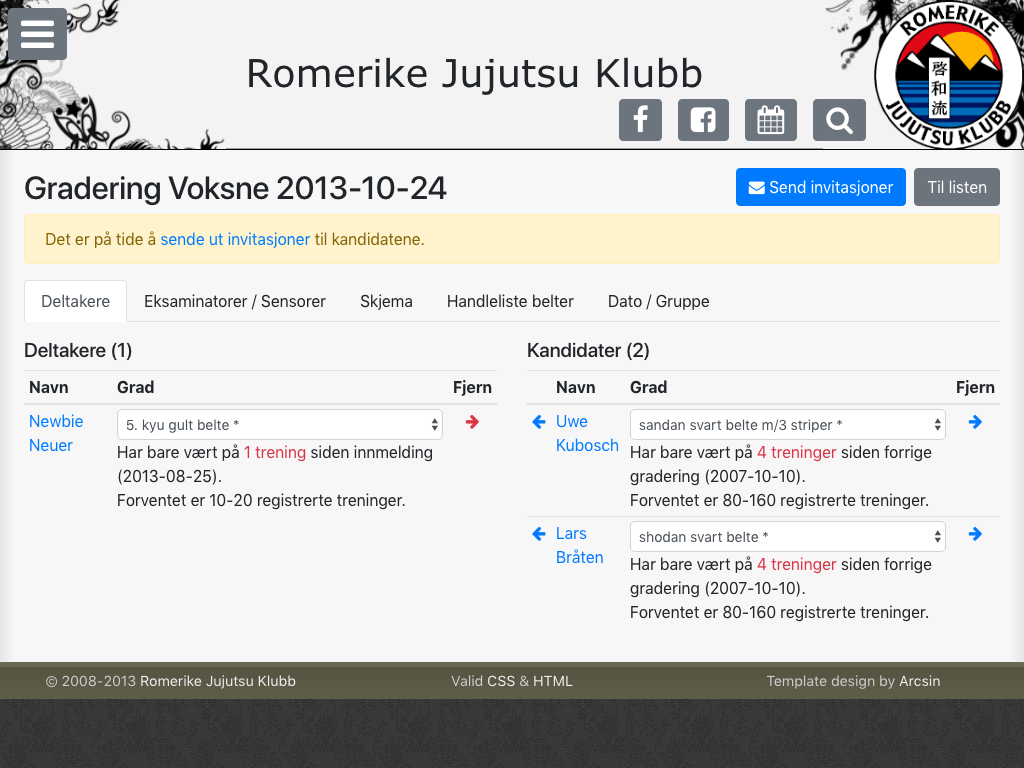 Romerike Jujutsu Klubb
ROMERIKE
啓和流
JUJUTSU KLUBB
Gradering Voksne 2013-10-24
Send invitasjoner
Til listen
Det er på tide å sende ut invitasjoner til kandidatene.
Deltakere
Eksaminatorer / Sensorer
Skjema
Handleliste belter
Dato / Gruppe
Deltakere (1)
Navn Grad Fjern
Newbie
Neuer
5. kyu gult belte *
Har bare vært på 1 trening siden innmelding
(2013-08-25).
Forventet er 10-20 registrerte treninger.
Kandidater (2)
Navn Grad Fjern
Uwe
Kubosch
sandan svart belte m/3 striper *
Har bare vært på 4 treninger siden forrige
gradering (2007-10-10).
Forventet er 80-160 registrerte treninger.
Lars
Bråten
shodan svart belte *
Har bare vært på 4 treninger siden forrige
gradering (2007-10-10).
Forventet er 80-160 registrerte treninger.
© 2008-2013 Romerike Jujutsu Klubb
Valid CSS & HTML
Template design by Arcsin